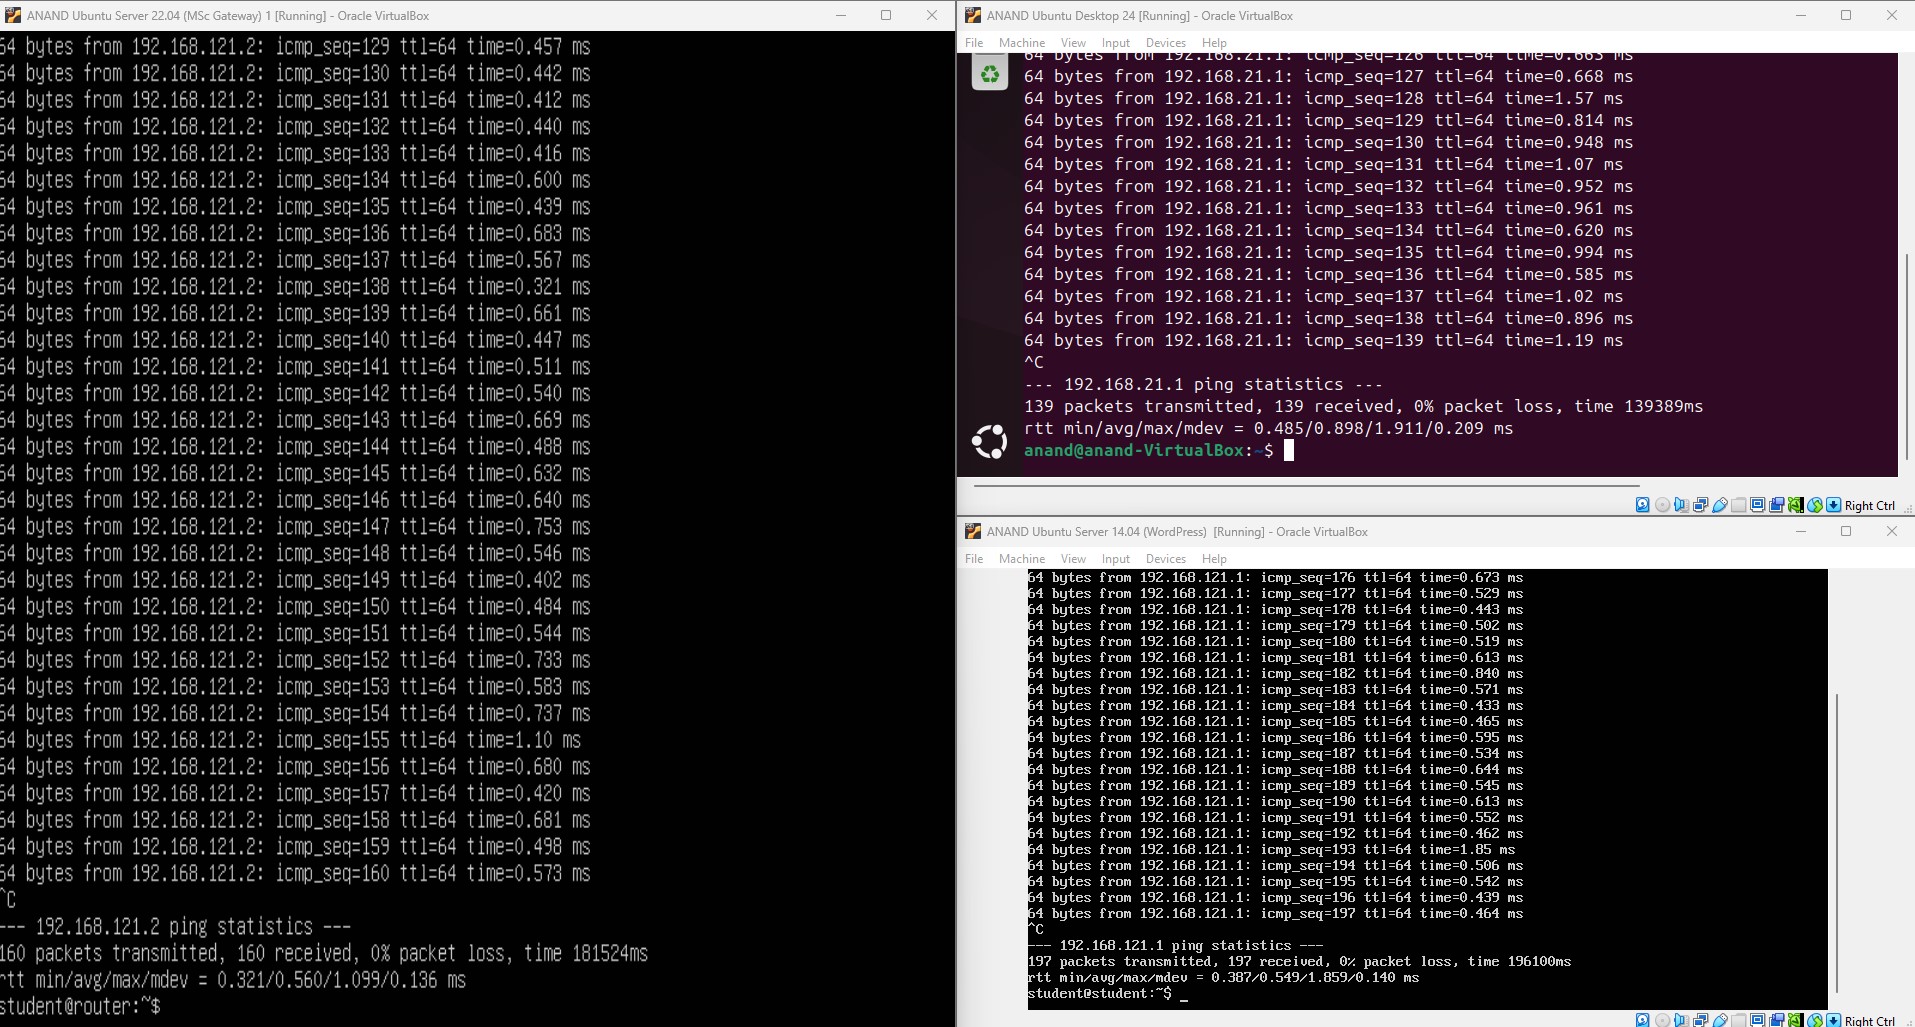 ANAND Ubuntu Server 22.04 (MSc Gateway) 1 [Running] - Oracle VirtualBox
64 bytes from 192.168.121.2: icmp_seq=129 ttl=64 time=0.457 ms
64 bytes from 192.168.121.2: icmp_seq=130 ttl=64 time=0.442 ms
64 bytes from 192.168.121.2: icmp_seq=131 ttl=64 time=0.412 ms
64 bytes from 192.168.121.2: icmp_seq=132 ttl=64 time=0.440 ms
64 bytes from 192.168.121.2: icmp_seq=133 ttl=64 time=0.416 ms
64 bytes from 192.168.121.2: icmp_seq=134 ttl=64 time=0.600 ms
64 bytes from 192.168.121.2: icmp_seq=135 ttl=64 time=0.439 ms
64 bytes from 192.168.121.2: icmp_seq=136 ttl=64 time=0.683 ms
64 bytes from 192.168.121.2: icmp_seq=137 ttl=64 time=0.567 ms
64 bytes from 192.168.121.2: icmp_seq=138 ttl=64 time=0.321 ms
64 bytes from 192.168.121.2: icmp_seq=139 ttl=64 time=0.661 ms
64 bytes from 192.168.121.2: icmp_seq=140 ttl=64 time=0.447 ms
64 bytes from 192.168.121.2: icmp_seq=141 ttl=64 time=0.511 ms
64 bytes from 192.168.121.2: icmp_seq=142 ttl=64 time=0.540 ms
64 bytes from 192.168.121.2: icmp_seq=143 ttl=64 time=0.669 ms
64 bytes from 192.168.121.2: icmp_seq=144 ttl=64 time=0.488 ms
64 bytes from 192.168.121.2: icmp_seq=145 ttl=64 time=0.632 ms
64 bytes from 192.168.121.2: icmp_seq=146 ttl=64 time=0.640 ms
64 bytes from 192.168.121.2: icmp_seq=147 ttl=64 time=0.753 ms
64 bytes from 192.168.121.2: icmp_seq=148 ttl=64 time=0.546 ms
64 bytes from 192.168.121.2: icmp_seq=149 ttl=64 time=0.402 ms
64 bytes from 192.168.121.2: icmp_seq=150 ttl=64 time=0.484 ms
64 bytes from 192.168.121.2: icmp_seq=151 ttl=64 time=0.544 ms
64 bytes from 192.168.121.2: icmp_seq=152 ttl=64 time=0.733 ms
64 bytes from 192.168.121.2: icmp_seq=153 ttl=64 time=0.583 ms
64 bytes from 192.168.121.2: icmp_seq=154 ttl=64 time=0.737 ms
64 bytes from 192.168.121.2: icmp_seq=155 ttl=64 time=1.10 ms
64 bytes from 192.168.121.2: icmp_seq=156 ttl=64 time=0.680 ms
64 bytes from 192.168.121.2: icmp_seq=157 ttl=64 time=0.420 ms
64 bytes from 192.168.121.2: icmp_seq=158 ttl=64 time=0.681 ms
64 bytes from 192.168.121.2: icmp_seq=159 ttl=64 time=0.498 ms
64 bytes from 192.168.121.2: icmp_seq=160 ttl=64 time=0.573 ms
^C
--- 192.168.121.2 ping statistics ---
160 packets transmitted, 160 received, 0% packet loss, time 181524ms
rtt min/avg/max/mdev = 0.321/0.560/1.099/0.136 ms
student@router:~$
ANAND Ubuntu Desktop 24 [Running] - Oracle VirtualBox
File Machine View Input Devices Help
64 bytes from 192.168.21.1: icmp_seq=126 ttl=64 time=0.663 ms
64 bytes from 192.168.21.1: icmp_seq=127 ttl=64 time=0.668 ms
64 bytes from 192.168.21.1: icmp_seq=128 ttl=64 time=1.57 ms
64 bytes from 192.168.21.1: icmp_seq=129 ttl=64 time=0.814 ms
64 bytes from 192.168.21.1: icmp_seq=130 ttl=64 time=0.948 ms
64 bytes from 192.168.21.1: icmp_seq=131 ttl=64 time=1.07 ms
64 bytes from 192.168.21.1: icmp_seq=132 ttl=64 time=0.952 ms
64 bytes from 192.168.21.1: icmp_seq=133 ttl=64 time=0.961 ms
64 bytes from 192.168.21.1: icmp_seq=134 ttl=64 time=0.620 ms
64 bytes from 192.168.21.1: icmp_seq=135 ttl=64 time=0.994 ms
64 bytes from 192.168.21.1: icmp_seq=136 ttl=64 time=0.585 ms
64 bytes from 192.168.21.1: icmp_seq=137 ttl=64 time=1.02 ms
64 bytes from 192.168.21.1: icmp_seq=138 ttl=64 time=0.896 ms
64 bytes from 192.168.21.1: icmp_seq=139 ttl=64 time=1.19 ms
^C
--- 192.168.21.1 ping statistics ---
139 packets transmitted, 139 received, 0% packet loss, time 139389ms
rtt min/avg/max/mdev = 0.485/0.898/1.911/0.209 ms
anand@anand-VirtualBox:~$
Right Ctrl
ANAND Ubuntu Server 14.04 (WordPress) [Running] - Oracle VirtualBox
File Machine View Input Devices Help
64 bytes from 192.168.121.1: icmp_seq=176 ttl=64 time=0.673 ms
64 bytes from 192.168.121.1: icmp_seq=177 ttl=64 time=0.529 ms
64 bytes from 192.168.121.1: icmp_seq=178 ttl=64 time=0.443 ms
64 bytes from 192.168.121.1: icmp_seq=179 ttl=64 time=0.502 ms
64 bytes from 192.168.121.1: icmp_seq=180 ttl=64 time=0.519 ms
64 bytes from 192.168.121.1: icmp_seq=181 ttl=64 time=0.613 ms
64 bytes from 192.168.121.1: icmp_seq=182 ttl=64 time=0.840 ms
64 bytes from 192.168.121.1: icmp_seq=183 ttl=64 time=0.571 ms
64 bytes from 192.168.121.1: icmp_seq=184 ttl=64 time=0.433 ms
64 bytes from 192.168.121.1: icmp_seq=185 ttl=64 time=0.465 ms
64 bytes from 192.168.121.1: icmp_seq=186 ttl=64 time=0.595 ms
64 bytes from 192.168.121.1: icmp_seq=187 ttl=64 time=0.534 ms
64 bytes from 192.168.121.1: icmp_seq=188 ttl=64 time=0.644 ms
64 bytes from 192.168.121.1: icmp_seq=189 ttl=64 time=0.545 ms
64 bytes from 192.168.121.1: icmp_seq=190 ttl=64 time=0.613 ms
64 bytes from 192.168.121.1: icmp_seq=191 ttl=64 time=0.552 ms
64 bytes from 192.168.121.1: icmp_seq=192 ttl=64 time=0.462 ms
64 bytes from 192.168.121.1: icmp_seq=193 ttl=64 time=1.85 ms
64 bytes from 192.168.121.1: icmp_seq=194 ttl=64 time=0.506 ms
64 bytes from 192.168.121.1: icmp_seq=195 ttl=64 time=0.542 ms
64 bytes from 192.168.121.1: icmp_seq=196 ttl=64 time=0.439 ms
64 bytes from 192.168.121.1: icmp_seq=197 ttl=64 time=0.464 ms
^C
--- 192.168.121.1 ping statistics ---
197 packets transmitted, 197 received, 0% packet loss, time 196100ms
rtt min/avg/max/mdev = 0.387/0.549/1.859/0.140 ms
student@student:~$ _
Right Ctrl